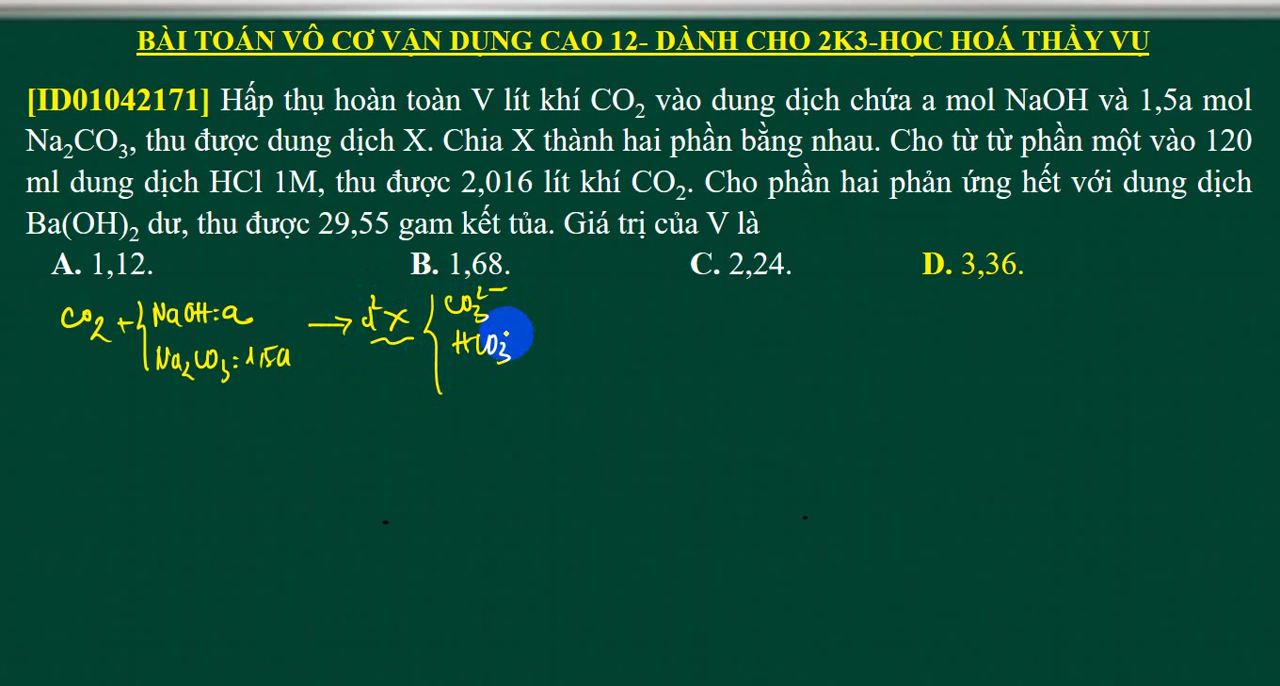 BÀI TOÁN VÔ CƠ VẬN DỤNG CAO 12- DÀNH CHO 2K3-HỌC HOÁ THẦY VỤ
[ID01042171] Hấp thụ hoàn toàn V lít khí CO₂ vào dung dịch chứa a mol NaOH và 1,5a mol
Na₂CO₃, thu được dung dịch X. Chia X thành hai phần bằng nhau. Cho từ từ phần một vào 120
ml dung dịch HCl 1M, thu được 2,016 lít khí CO₂. Cho phần hai phản ứng hết với dung dịch
Ba(OH)₂ dư, thu được 29,55 gam kết tủa. Giá trị của V là
A. 1,12. B. 1,68. C. 2,24. D. 3,36.
CO₂ + { NaOH: a → d² X { CO₃²⁻
Na₂CO₃: 1,5a HCO₃